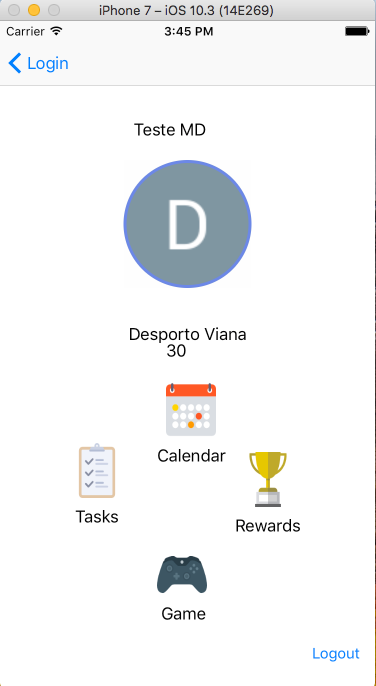 iPhone 7 – iOS 10.3 (14E269)
Carrier 3:45 PM
Login
Teste MD
D
Desporto Viana
30
Calendar
Tasks
Rewards
Game
Logout